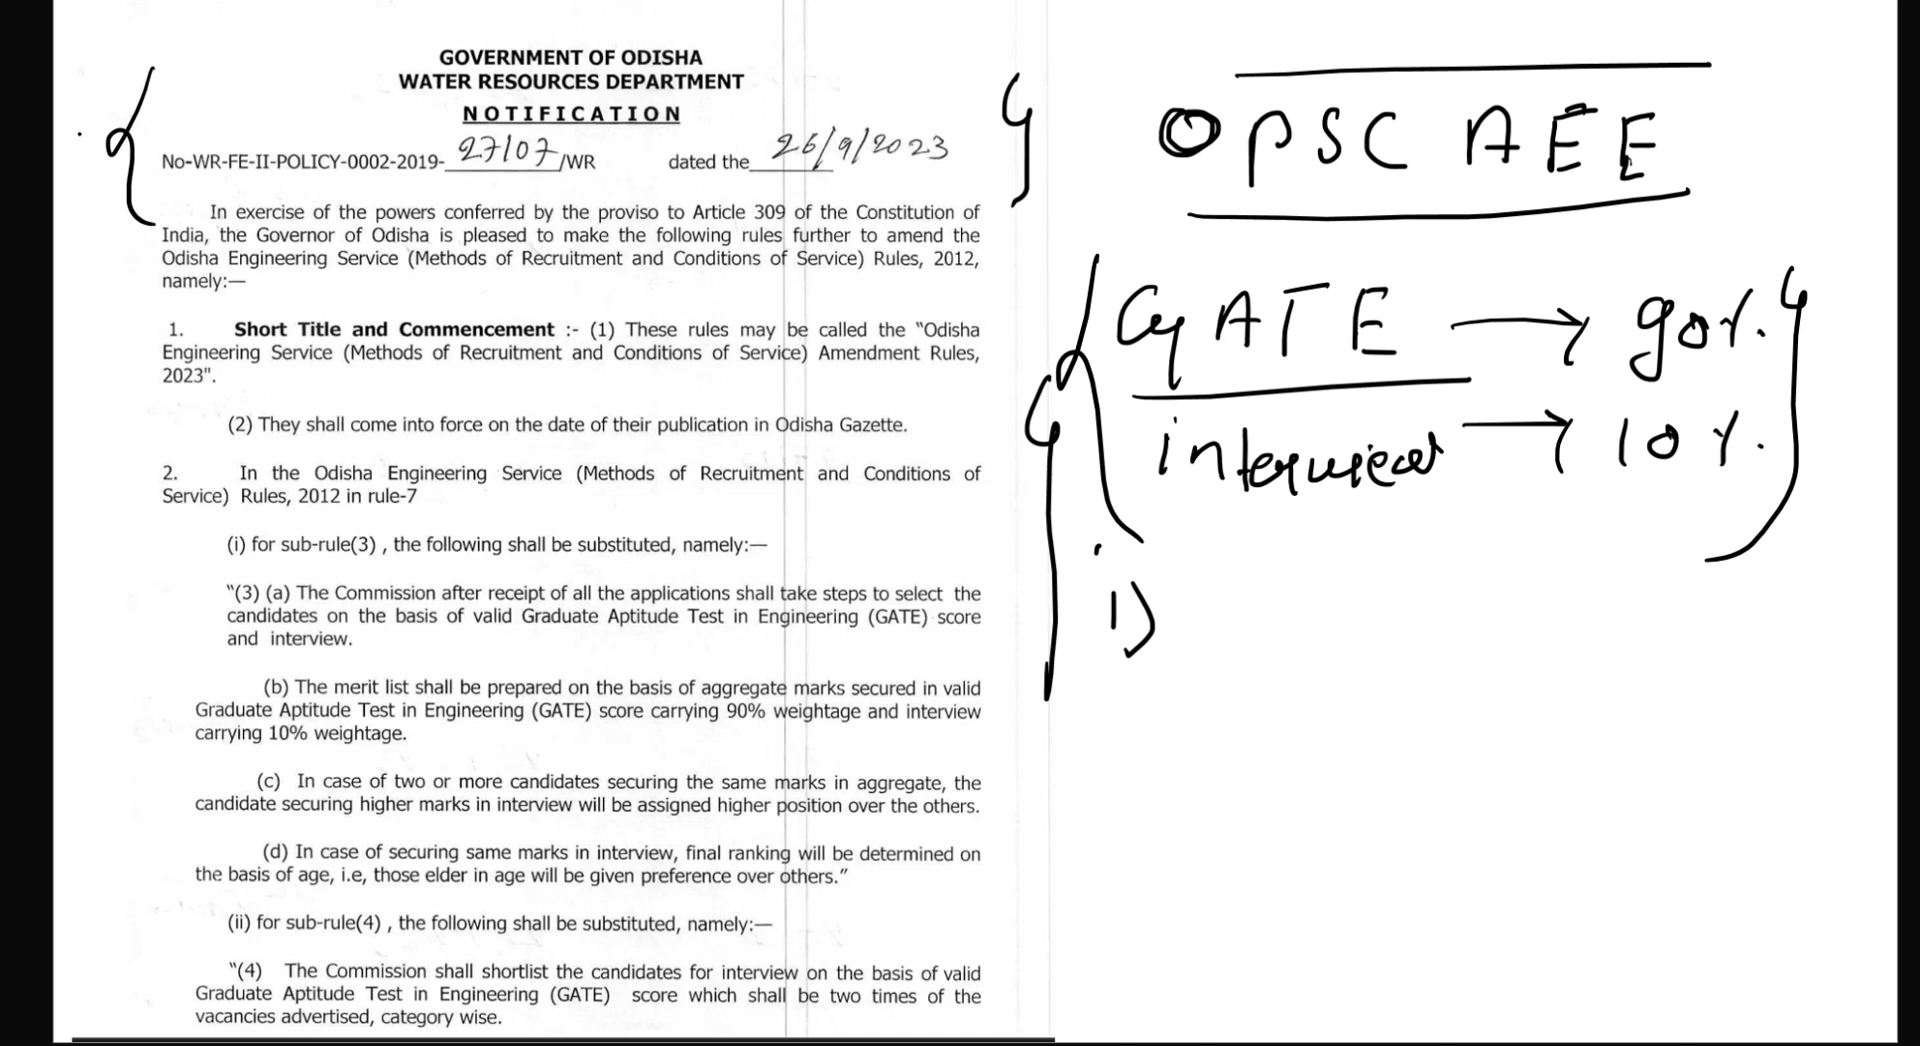 GOVERNMENT OF ODISHA
WATER RESOURCES DEPARTMENT
NOTIFICATION
No-WR-FE-II-POLICY-0002-2019- 27107 /WR dated the 26/9/2023
In exercise of the powers conferred by the proviso to Article 309 of the Constitution of
India, the Governor of Odisha is pleased to make the following rules further to amend the
Odisha Engineering Service (Methods of Recruitment and Conditions of Service) Rules, 2012,
namely:—
1. Short Title and Commencement :- (1) These rules may be called the "Odisha
Engineering Service (Methods of Recruitment and Conditions of Service) Amendment Rules,
2023".
(2) They shall come into force on the date of their publication in Odisha Gazette.
2. In the Odisha Engineering Service (Methods of Recruitment and Conditions of
Service) Rules, 2012 in rule-7
(i) for sub-rule(3) , the following shall be substituted, namely:—
"(3) (a) The Commission after receipt of all the applications shall take steps to select the
candidates on the basis of valid Graduate Aptitude Test in Engineering (GATE) score
and interview.
(b) The merit list shall be prepared on the basis of aggregate marks secured in valid
Graduate Aptitude Test in Engineering (GATE) score carrying 90% weightage and interview
carrying 10% weightage.
(c) In case of two or more candidates securing the same marks in aggregate, the
candidate securing higher marks in interview will be assigned higher position over the others.
(d) In case of securing same marks in interview, final ranking will be determined on
the basis of age, i.e, those elder in age will be given preference over others."
(ii) for sub-rule(4) , the following shall be substituted, namely:—
"(4) The Commission shall shortlist the candidates for interview on the basis of valid
Graduate Aptitude Test in Engineering (GATE) score which shall be two times of the
vacancies advertised, category wise.
OPSC AEE
GATE → 90%.
interview → 10%.
1)